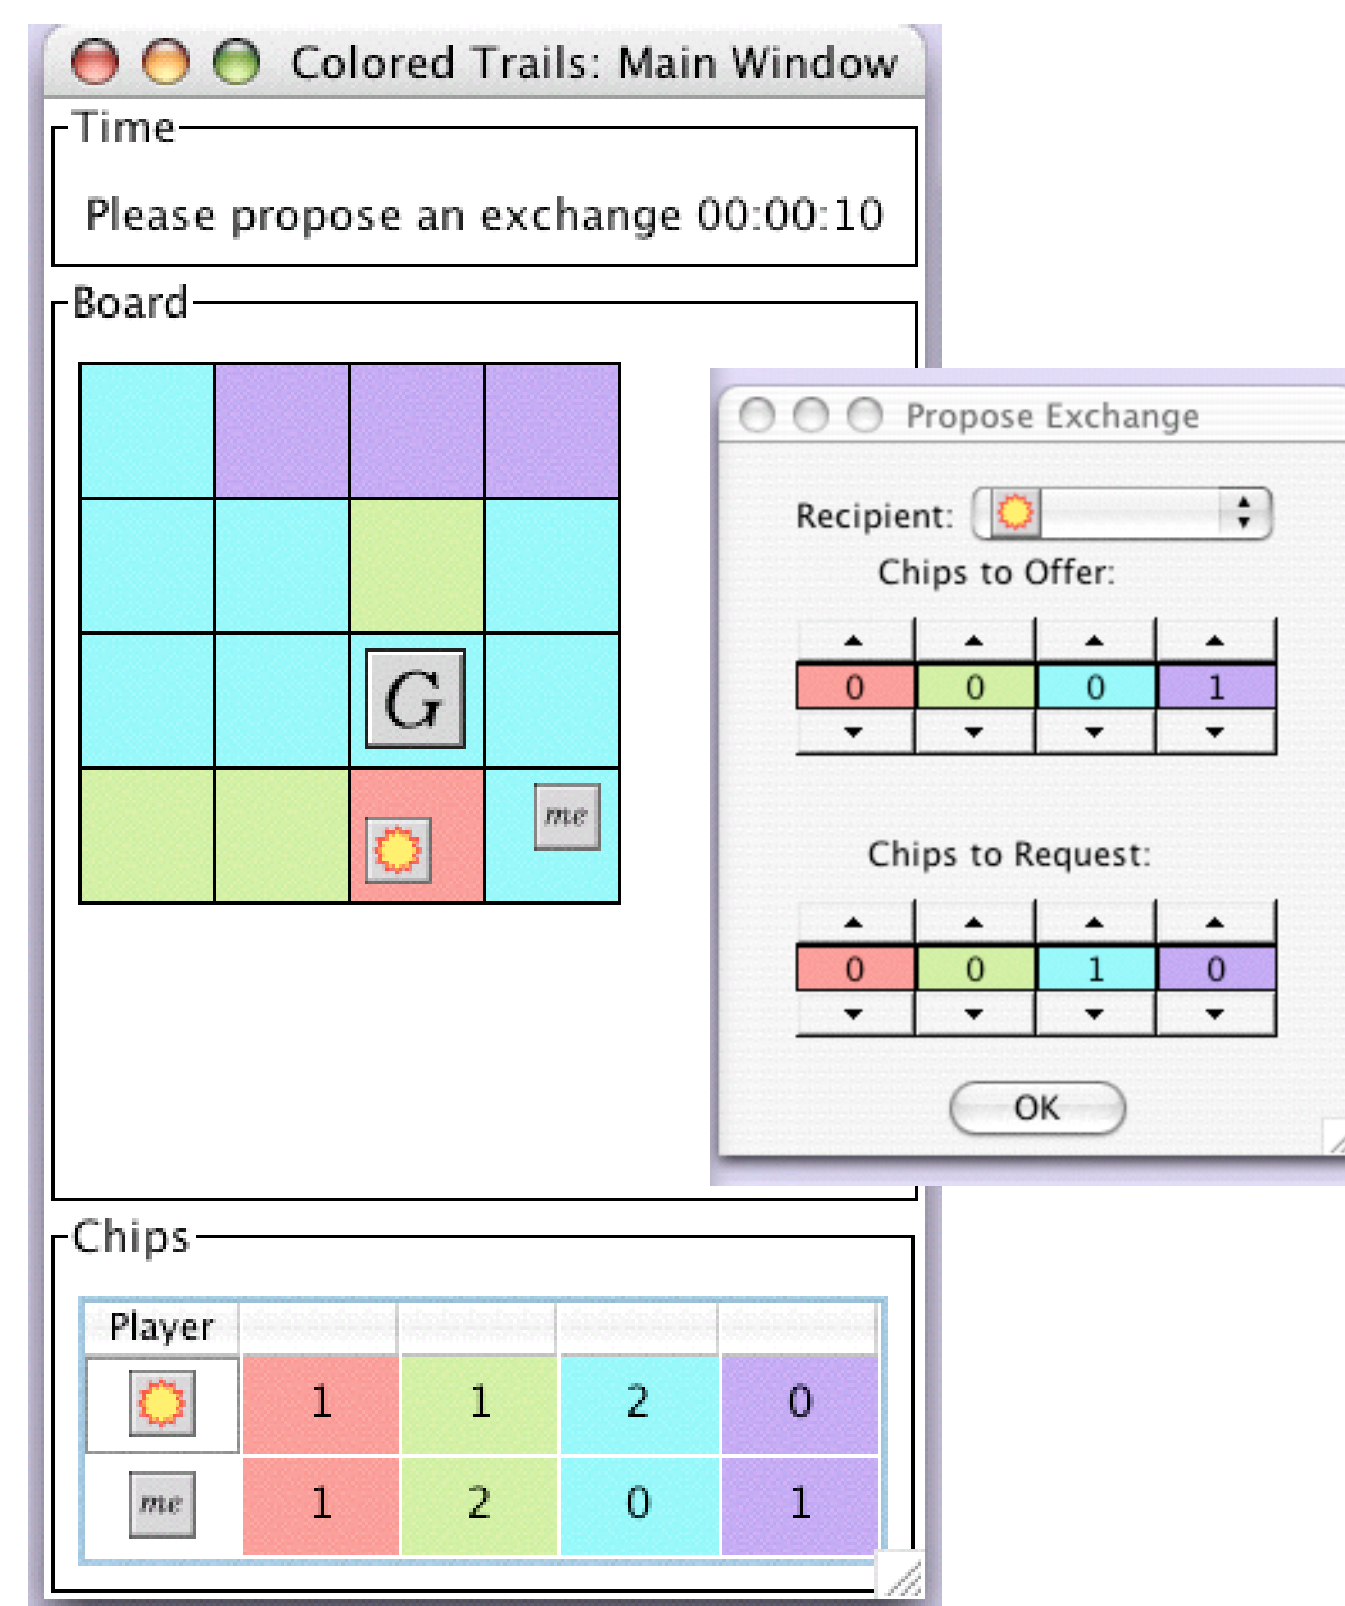 Colored Trails: Main Window
Time
Please propose an exchange 00:00:10
Board
G
me
Propose Exchange
Recipient:
Chips to Offer:
0 0 0 1
Chips to Request:
0 0 1 0
OK
Chips
Player
1 1 2 0
me 1 2 0 1